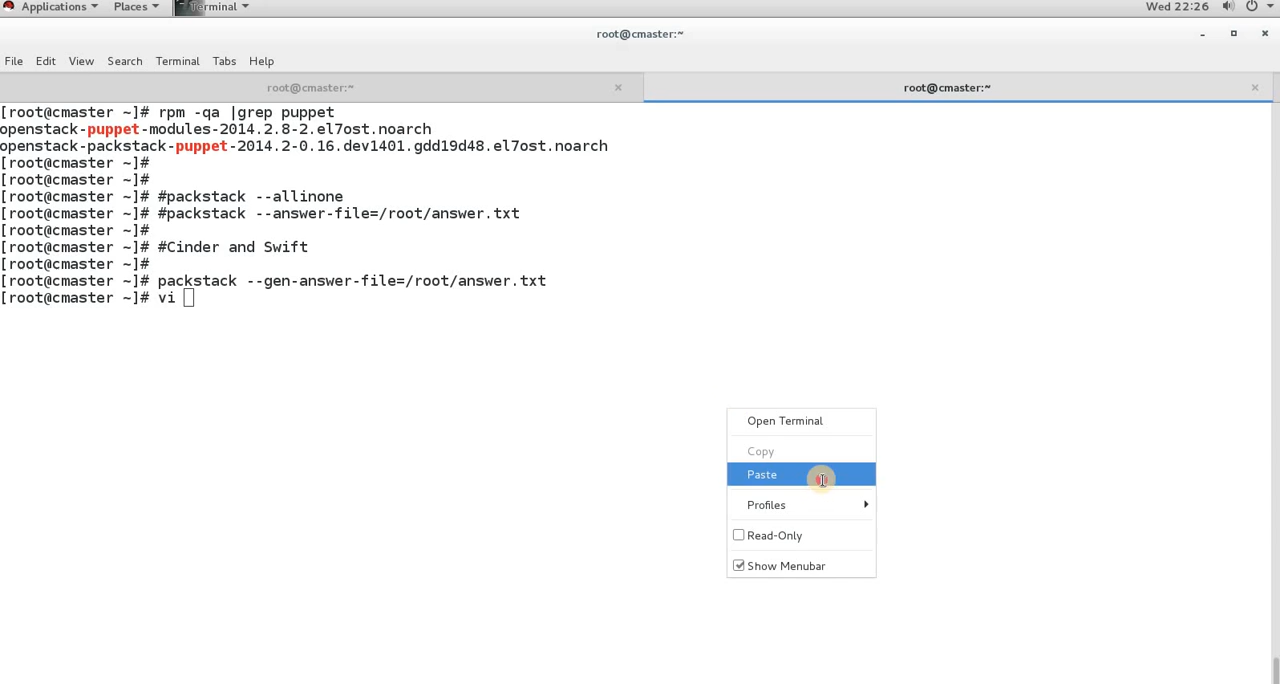 Applications Places Terminal Wed 22:26
root@cmaster:~
File Edit View Search Terminal Tabs Help
root@cmaster:~ root@cmaster:~
[root@cmaster ~]# rpm -qa |grep puppet
openstack-puppet-modules-2014.2.8-2.el7ost.noarch
openstack-packstack-puppet-2014.2-0.16.dev1401.gdd19d48.el7ost.noarch
[root@cmaster ~]#
[root@cmaster ~]#
[root@cmaster ~]# #packstack --allinone
[root@cmaster ~]# #packstack --answer-file=/root/answer.txt
[root@cmaster ~]#
[root@cmaster ~]# #Cinder and Swift
[root@cmaster ~]#
[root@cmaster ~]# packstack --gen-answer-file=/root/answer.txt
[root@cmaster ~]# vi
Open Terminal
Copy
Paste
Profiles
Read-Only
Show Menubar